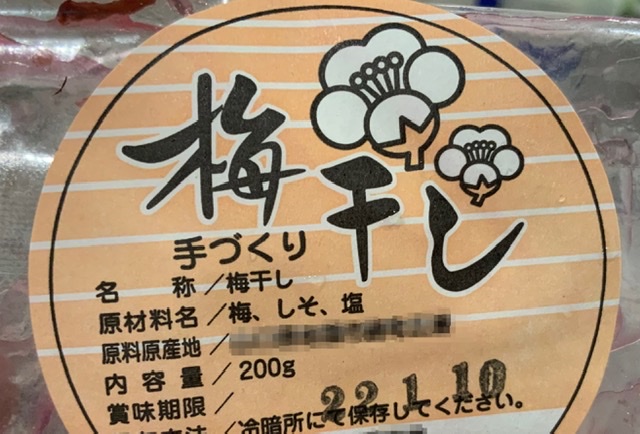 梅干し
手づくり
名称／梅干し
原材料名／梅、しそ、塩
原料原産地／
内容量／200g
賞味期限／22.1.10
／冷暗所にて保存してください。